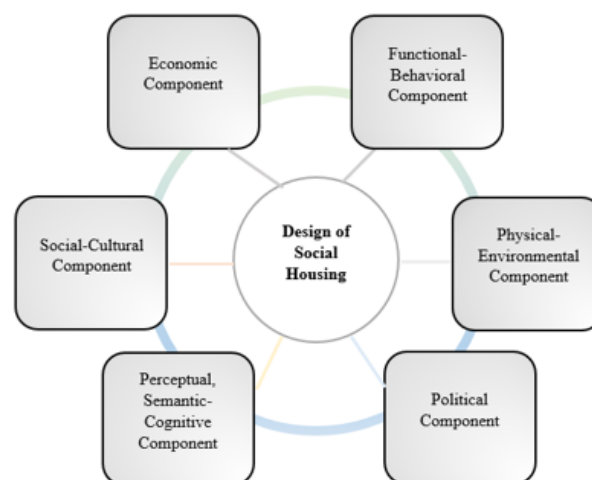 Economic
Component
Functional-
Behavioral
Component
Social-Cultural
Component
Design of
Social
Housing
Physical-
Environmental
Component
Perceptual,
Semantic-
Cognitive
Component
Political
Component